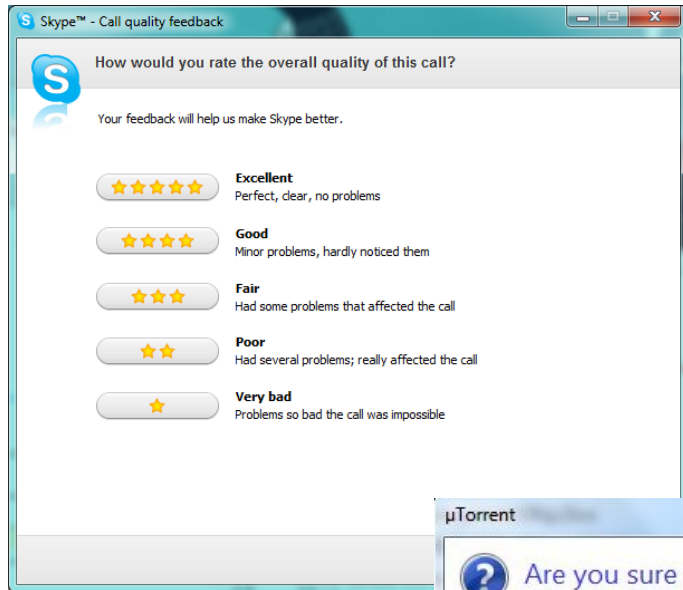 Skype™ - Call quality feedback
How would you rate the overall quality of this call?
Your feedback will help us make Skype better.
Excellent
Perfect, clear, no problems
Good
Minor problems, hardly noticed them
Fair
Had some problems that affected the call
Poor
Had several problems; really affected the call
Very bad
Problems so bad the call was impossible
µTorrent
Are you sure